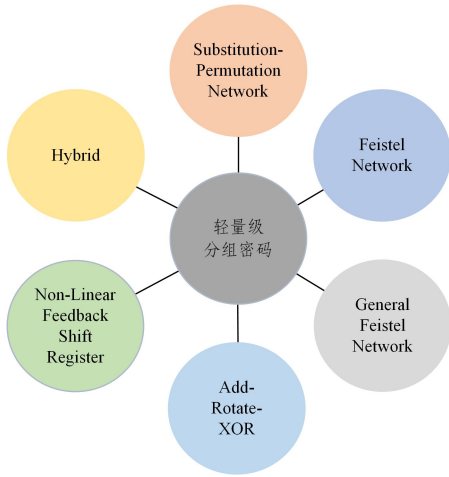 Substitution-
Permutation
Network
Hybrid
Feistel
Network
轻量级
分组密码
Non-Linear
Feedback
Shift
Register
General
Feistel
Network
Add-
Rotate-
XOR